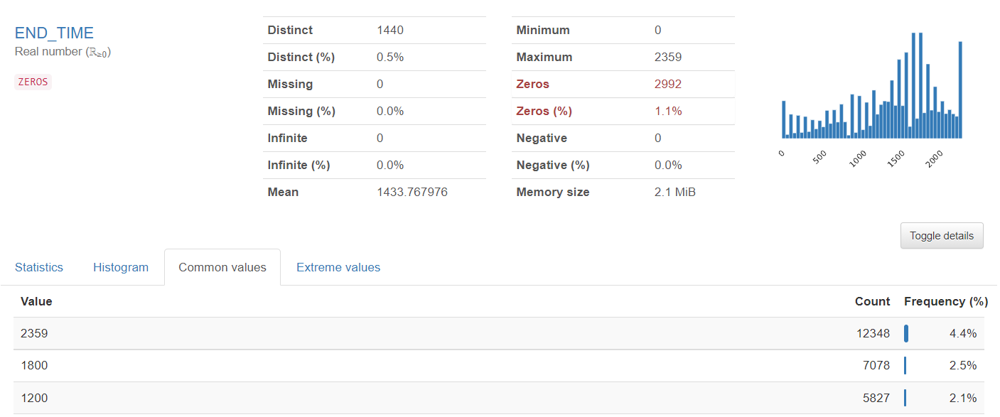 END_TIME
Real number (ℝ≥0)
ZEROS
Distinct 1440
Distinct (%) 0.5%
Missing 0
Missing (%) 0.0%
Infinite 0
Infinite (%) 0.0%
Mean 1433.767976
Minimum 0
Maximum 2359
Zeros 2992
Zeros (%) 1.1%
Negative 0
Negative (%) 0.0%
Memory size 2.1 MiB
0 500 1000 1500 2000
Toggle details
Statistics Histogram Common values Extreme values
Value Count Frequency (%)
2359 12348 4.4%
1800 7078 2.5%
1200 5827 2.1%